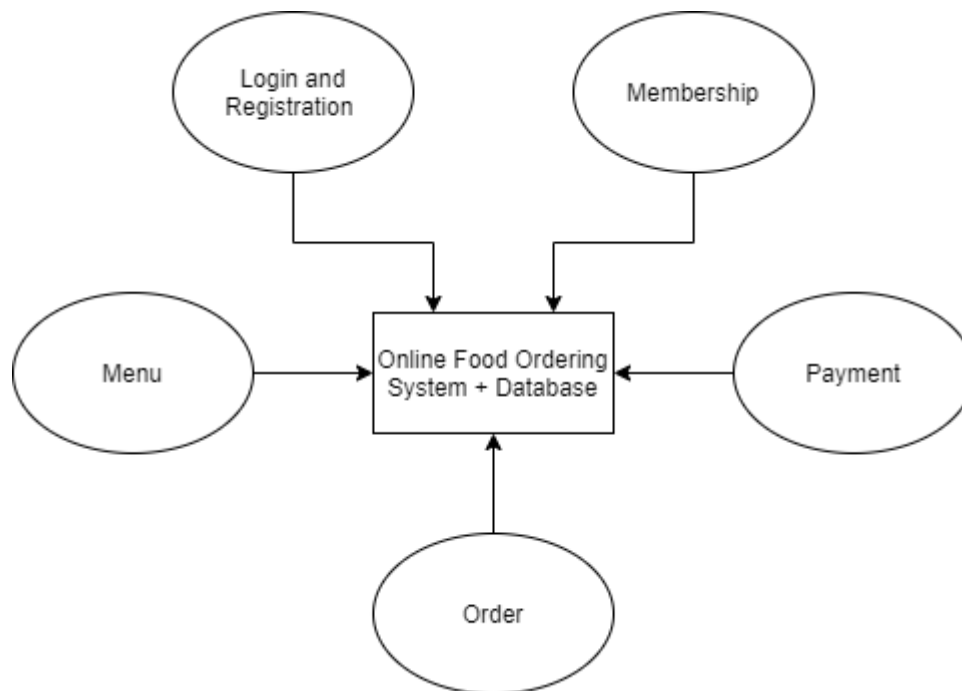 Login and
Registration
Membership
Menu
Online Food Ordering
System + Database
Payment
Order